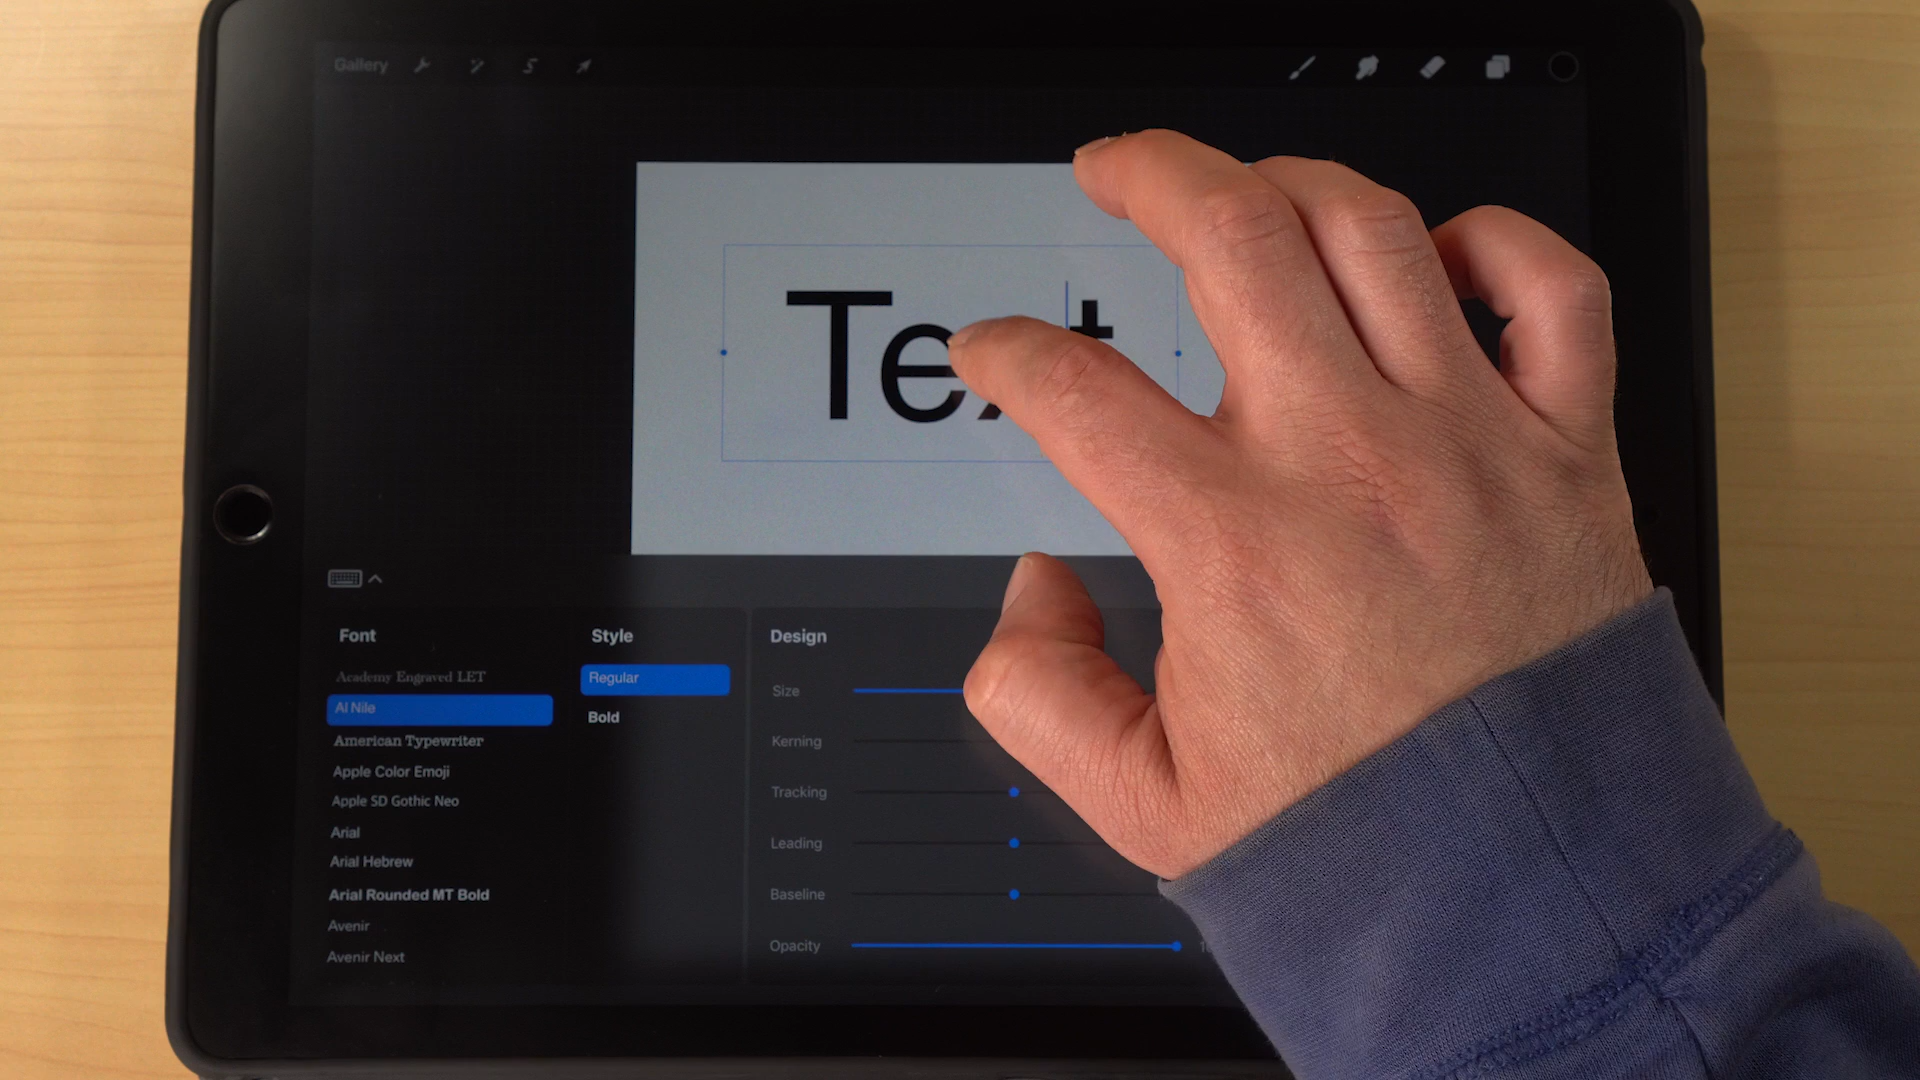 Gallery
Text
Font
Academy Engraved LET
Al Nile
American Typewriter
Apple Color Emoji
Apple SD Gothic Neo
Arial
Arial Hebrew
Arial Rounded MT Bold
Avenir
Avenir Next
Style
Regular
Bold
Design
Size
Kerning
Tracking
Leading
Baseline
Opacity